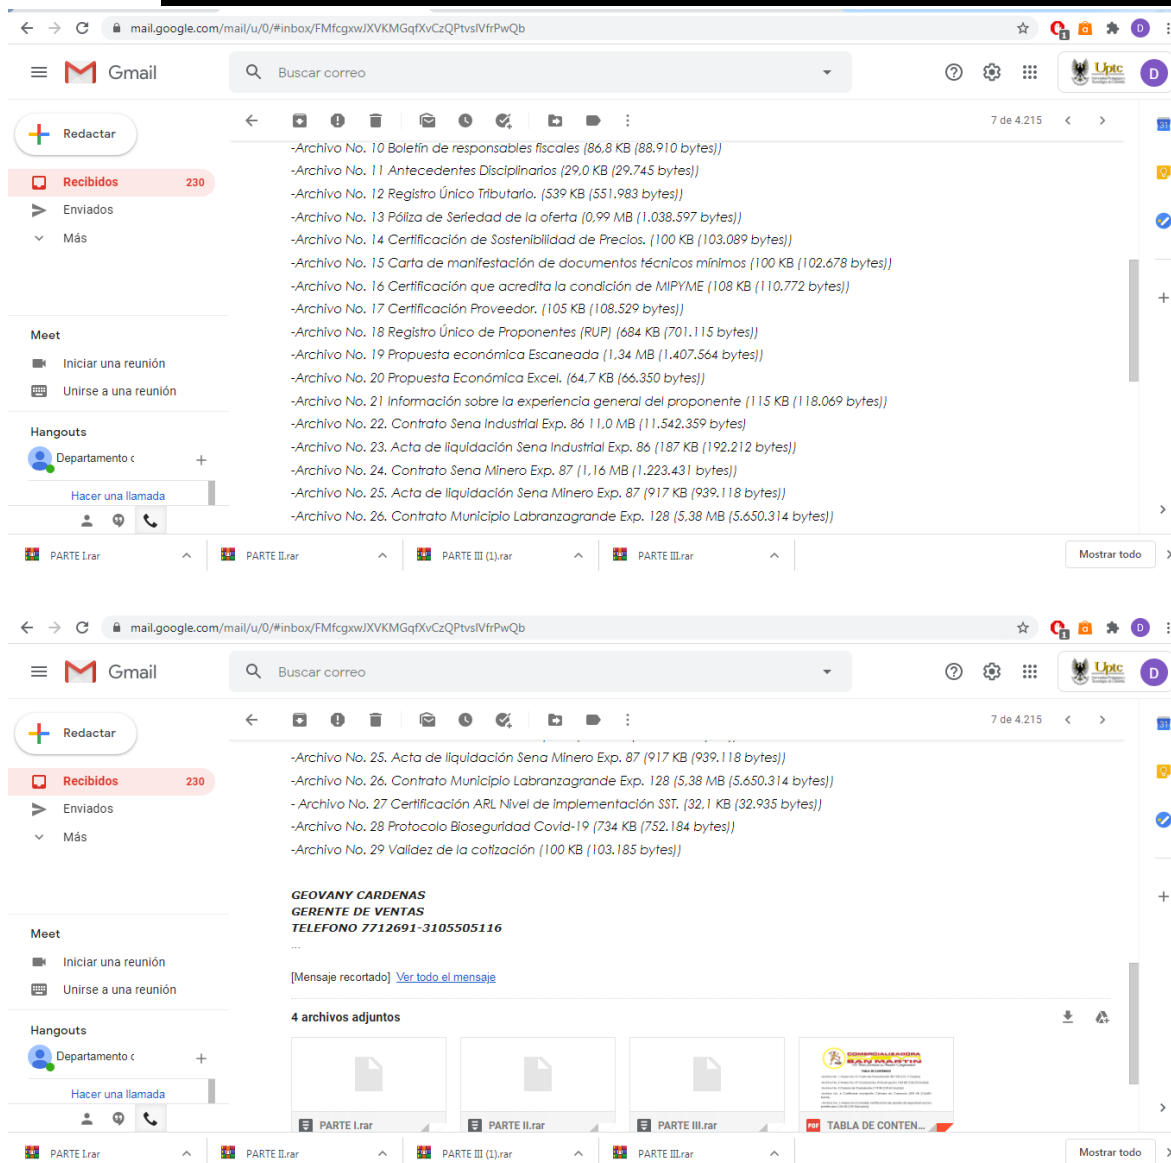 mail.google.com/mail/u/0/#inbox/FMfcgxwJXVKMGqfXvCzQPtvslVfrPwQb
1
D
Gmail
Buscar correo
Uptc
D
Redactar
7 de 4.215
31
Recibidos 230
Enviados
Más
-Archivo No. 10 Boletín de responsables fiscales (86,8 KB (88.910 bytes))
-Archivo No. 11 Antecedentes Disciplinarios (29,0 KB (29.745 bytes))
-Archivo No. 12 Registro Único Tributario. (539 KB (551.983 bytes))
-Archivo No. 13 Póliza de Seriedad de la oferta (0,99 MB (1.038.597 bytes))
-Archivo No. 14 Certificación de Sostenibilidad de Precios. (100 KB (103.089 bytes))
-Archivo No. 15 Carta de manifestación de documentos técnicos mínimos (100 KB (102.678 bytes))
-Archivo No. 16 Certificación que acredita la condición de MIPYME (108 KB (110.772 bytes))
-Archivo No. 17 Certificación Proveedor. (105 KB (108.529 bytes))
-Archivo No. 18 Registro Único de Proponentes (RUP) (684 KB (701.115 bytes))
-Archivo No. 19 Propuesta económica Escaneada (1,34 MB (1.407.564 bytes))
-Archivo No. 20 Propuesta Económica Excel. (64,7 KB (66.350 bytes))
-Archivo No. 21 Información sobre la experiencia general del proponente (115 KB (118.069 bytes))
-Archivo No. 22. Contrato Sena Industrial Exp. 86 11,0 MB (11.542.359 bytes)
-Archivo No. 23. Acta de liquidación Sena Industrial Exp. 86 (187 KB (192.212 bytes))
-Archivo No. 24. Contrato Sena Minero Exp. 87 (1,16 MB (1.223.431 bytes))
-Archivo No. 25. Acta de liquidación Sena Minero Exp. 87 (917 KB (939.118 bytes))
-Archivo No. 26. Contrato Municipio Labranzagrande Exp. 128 (5,38 MB (5.650.314 bytes))
Meet
Iniciar una reunión
Unirse a una reunión
Hangouts
Departamento c
Hacer una llamada
PARTE I.rar
PARTE II.rar
PARTE III (1).rar
PARTE III.rar
Mostrar todo
mail.google.com/mail/u/0/#inbox/FMfcgxwJXVKMGqfXvCzQPtvslVfrPwQb
1
D
Gmail
Buscar correo
Uptc
D
Redactar
7 de 4.215
31
Recibidos 230
Enviados
Más
-Archivo No. 25. Acta de liquidación Sena Minero Exp. 87 (917 KB (939.118 bytes))
-Archivo No. 26. Contrato Municipio Labranzagrande Exp. 128 (5,38 MB (5.650.314 bytes))
- Archivo No. 27 Certificación ARL Nivel de implementación SST. (32,1 KB (32.935 bytes))
-Archivo No. 28 Protocolo Bioseguridad Covid-19 (734 KB (752.184 bytes))
-Archivo No. 29 Validez de la cotización (100 KB (103.185 bytes))
GEOVANY CARDENAS
GERENTE DE VENTAS
TELEFONO 7712691-3105505116
...
[Mensaje recortado] Ver todo el mensaje
4 archivos adjuntos
COMERCIALIZADORA
SAN MARTIN
TABLA DE CONTENIDO
PARTE I.rar
PARTE II.rar
PARTE III.rar
PDF TABLA DE CONTEN...
Meet
Iniciar una reunión
Unirse a una reunión
Hangouts
Departamento c
Hacer una llamada
PARTE I.rar
PARTE II.rar
PARTE III (1).rar
PARTE III.rar
Mostrar todo